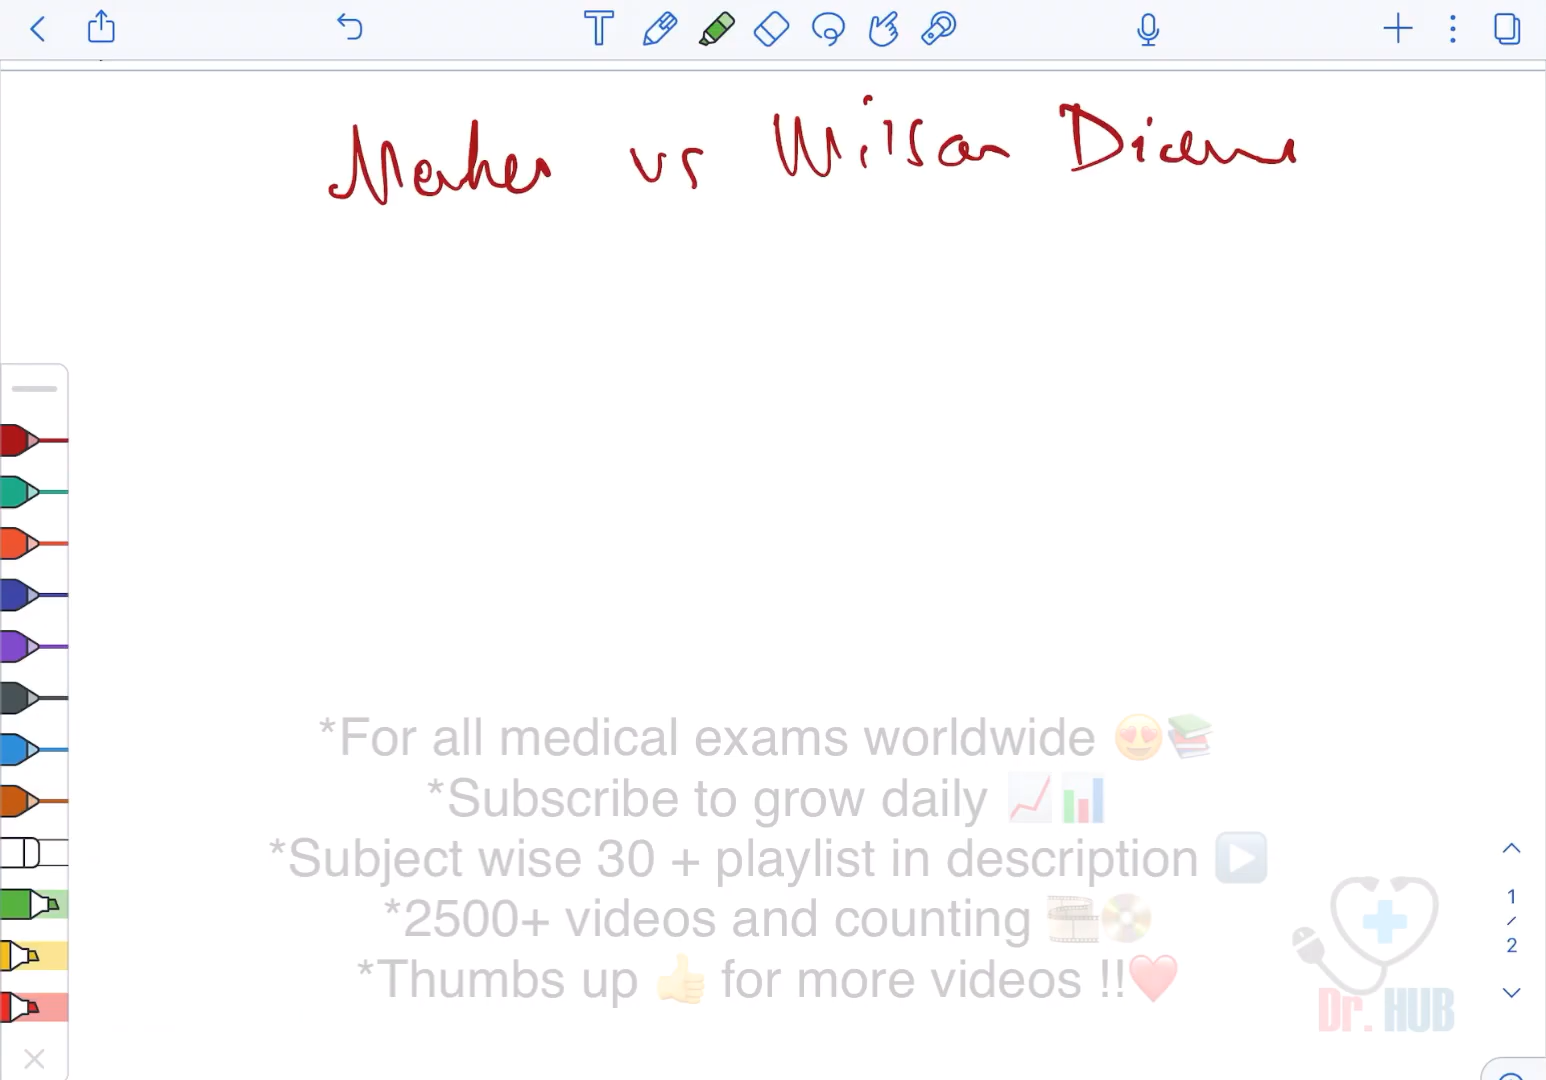 Menkes vs Wilson Disease
*For all medical exams worldwide 😍📚
*Subscribe to grow daily 📈📊
*Subject wise 30 + playlist in description ▶️
*2500+ videos and counting 🎞️📀
*Thumbs up 👍 for more videos !!❤️
1
/
2
Dr. HUB